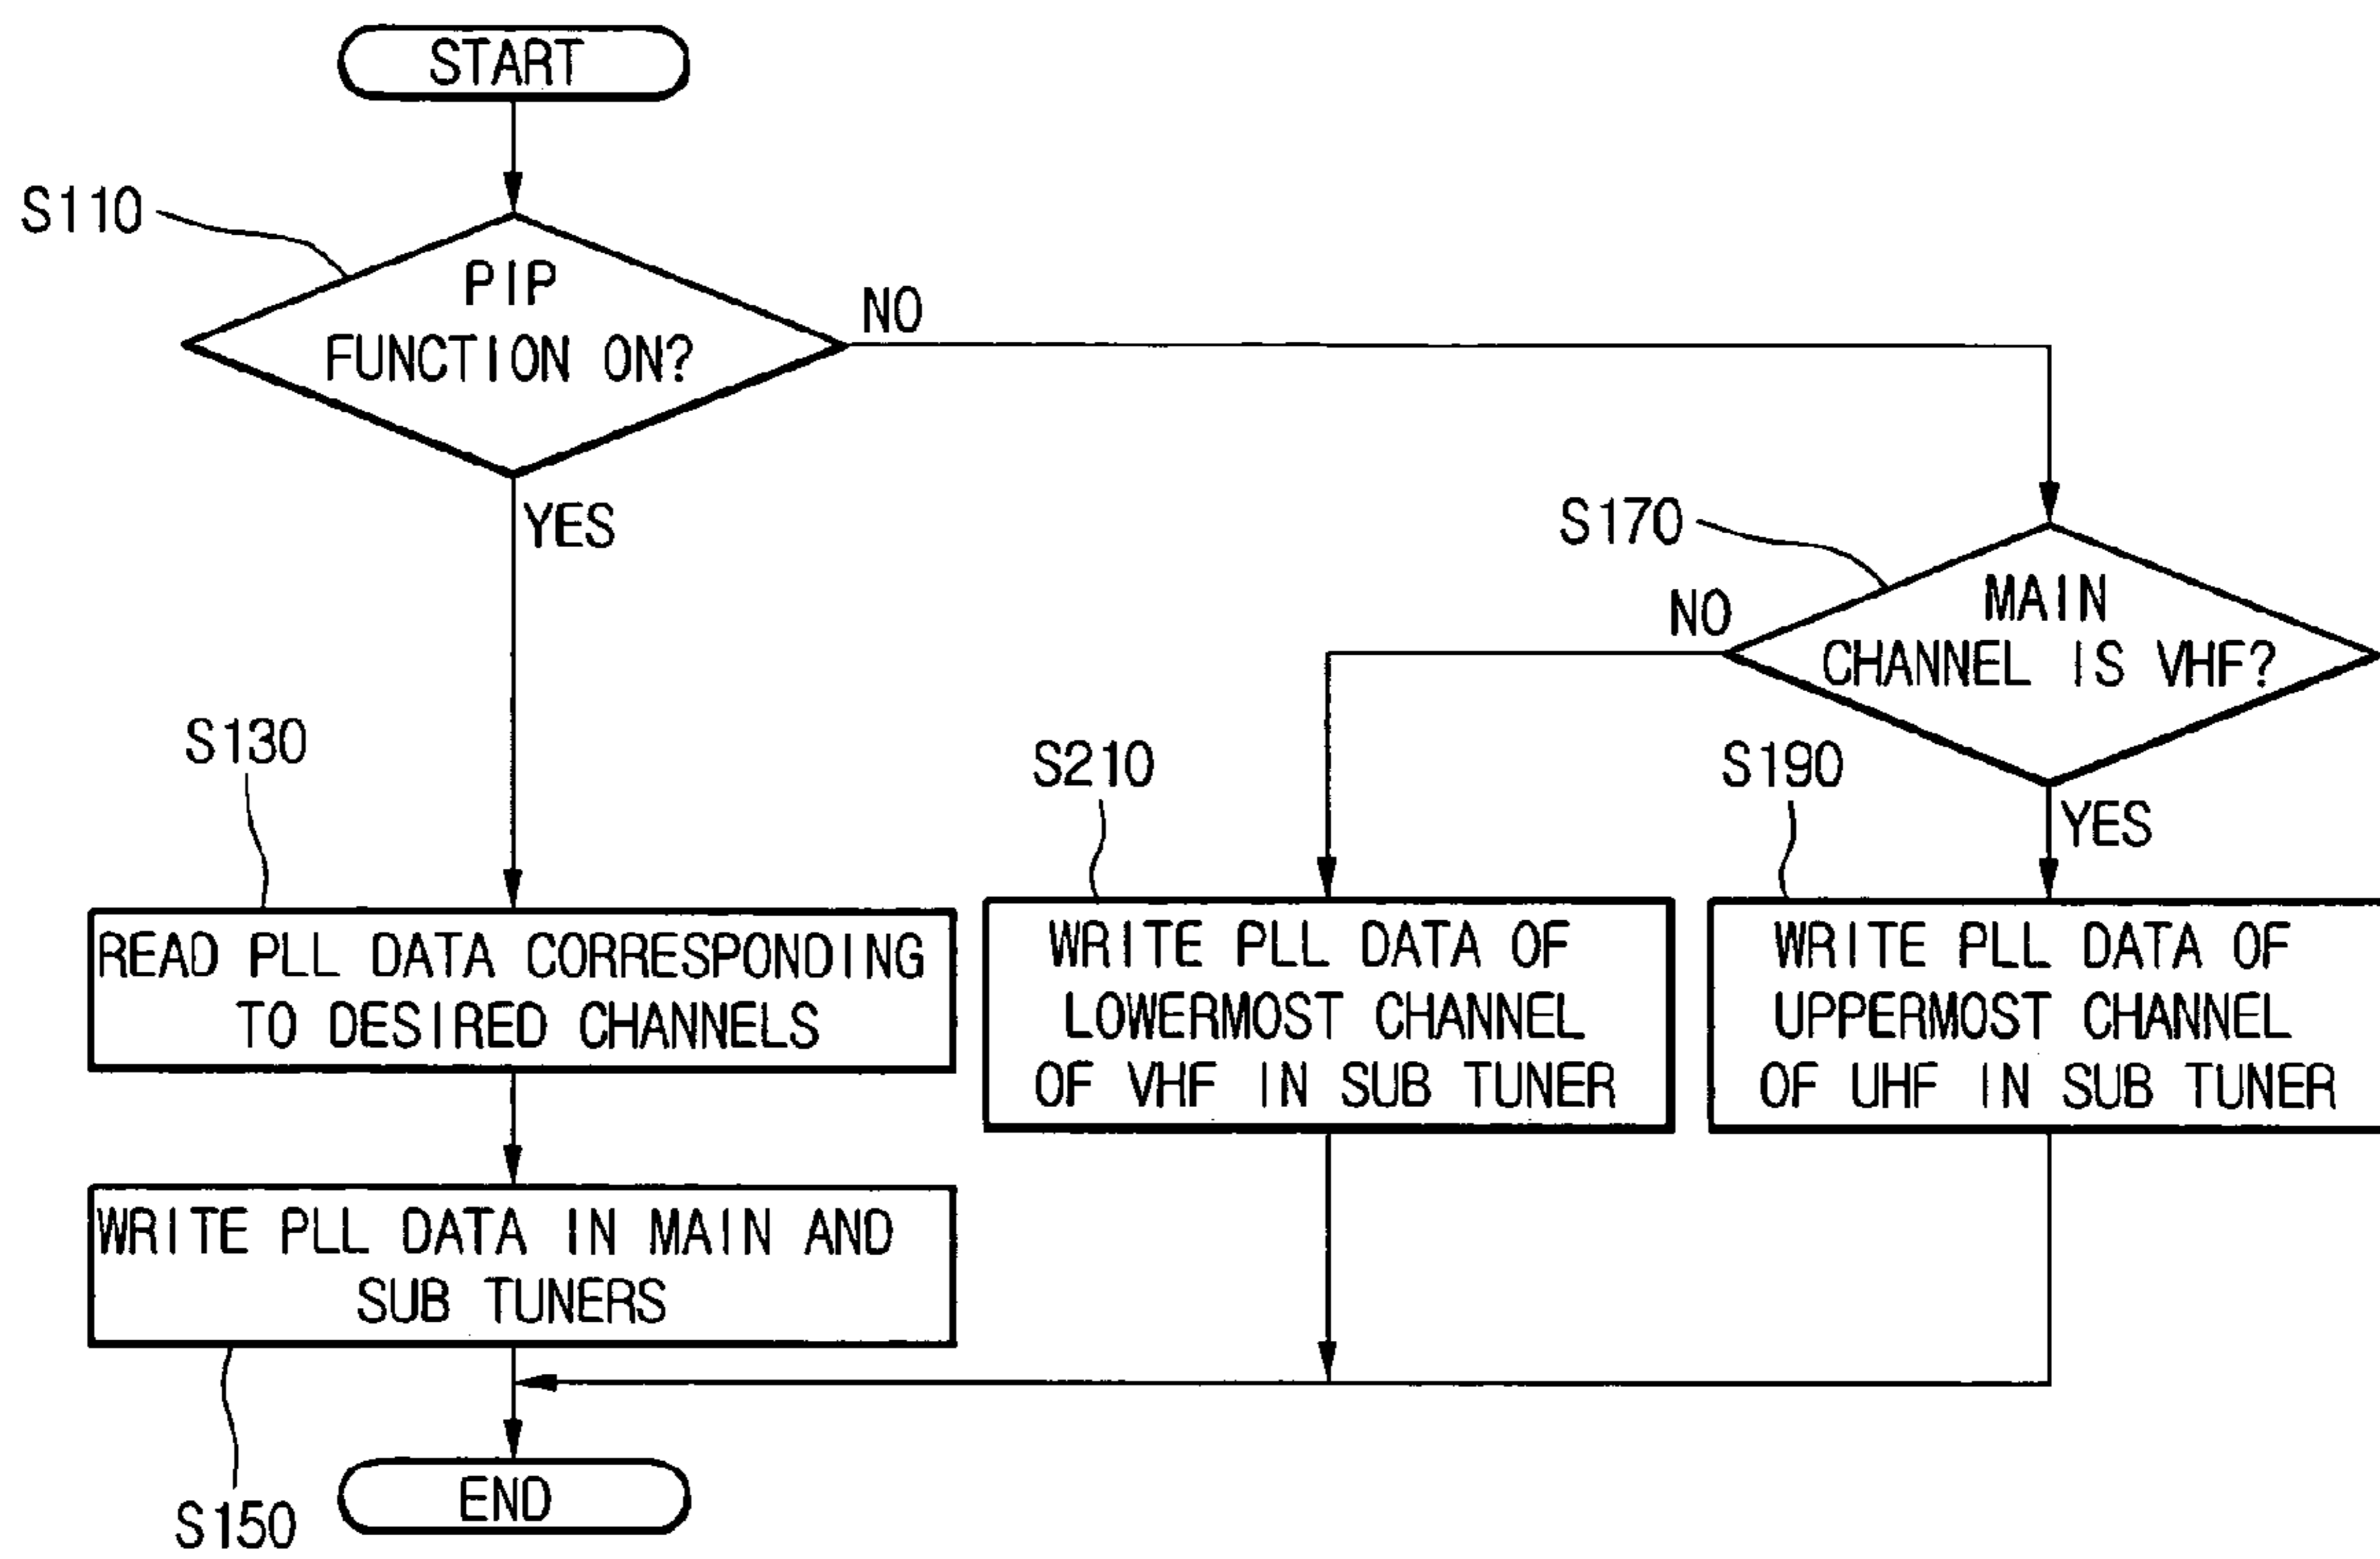 START
S110
PIP
FUNCTION ON?
NO
YES
S170
MAIN
CHANNEL IS VHF?
NO
YES
S130
READ PLL DATA CORRESPONDING
TO DESIRED CHANNELS
S210
WRITE PLL DATA OF
LOWERMOST CHANNEL
OF VHF IN SUB TUNER
S190
WRITE PLL DATA OF
UPPERMOST CHANNEL
OF UHF IN SUB TUNER
WRITE PLL DATA IN MAIN AND
SUB TUNERS
S150
END